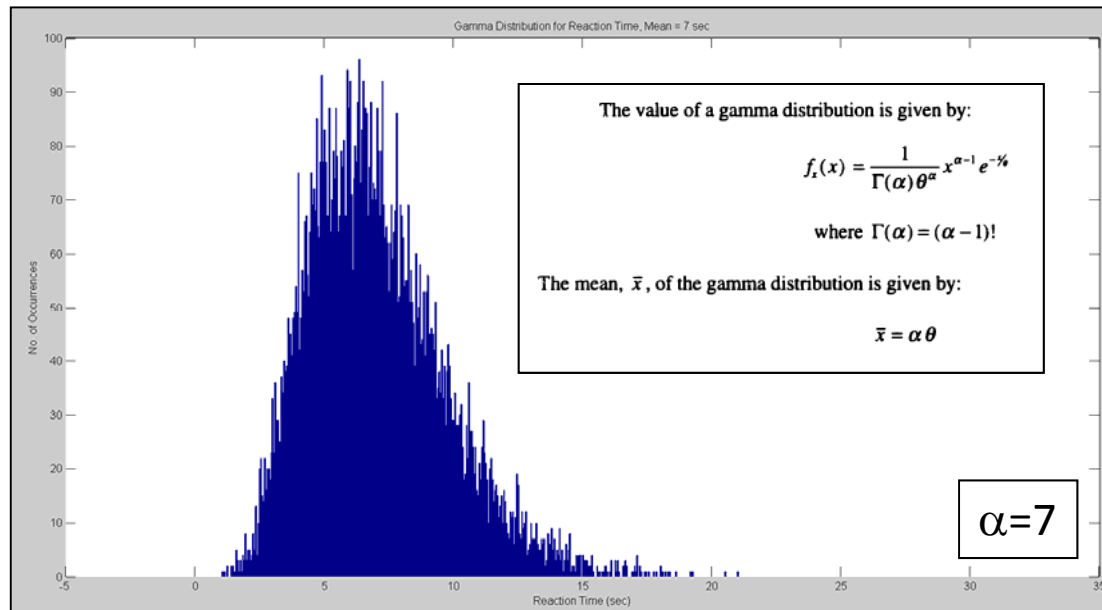 Gamma Distribution for Reaction Time, Mean = 7 sec
100
90
80
70
60
50
40
30
20
10
0
No. of Occurrences
The value of a gamma distribution is given by:
fₓ(x) = 1 / Γ(α)θ^α x^(α−1) e^(−x/θ)
where Γ(α) = (α − 1)!
The mean, x̄, of the gamma distribution is given by:
x̄ = α θ
α=7
-5 0 5 10 15 20 25 30 35
Reaction Time (sec)